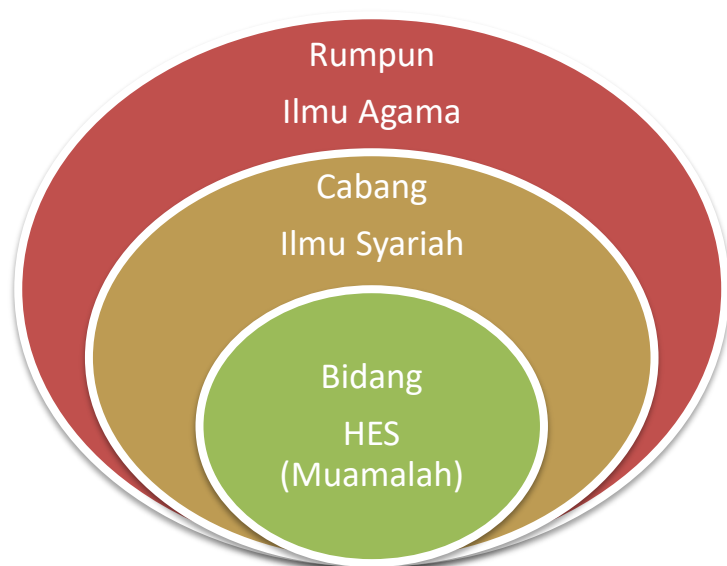 Rumpun
Ilmu Agama
Cabang
Ilmu Syariah
Bidang
HES
(Muamalah)